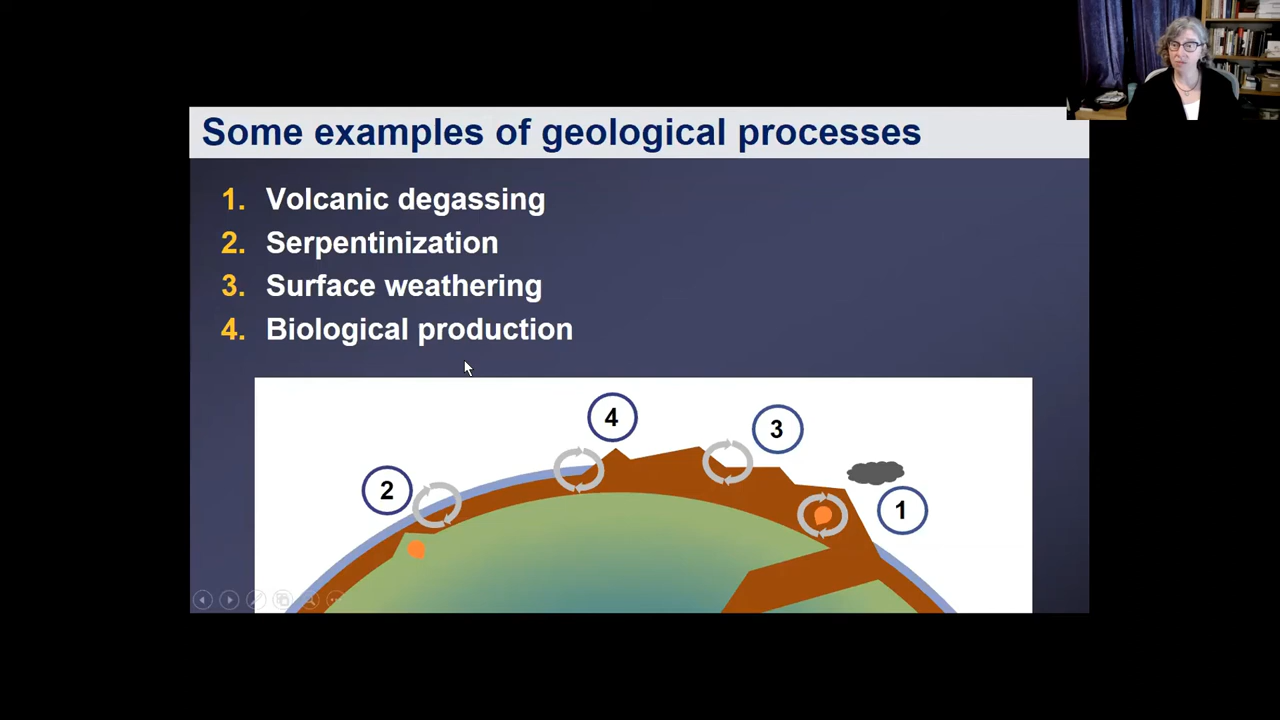 Some examples of geological processes
1. Volcanic degassing
2. Serpentinization
3. Surface weathering
4. Biological production
4
3
2
1